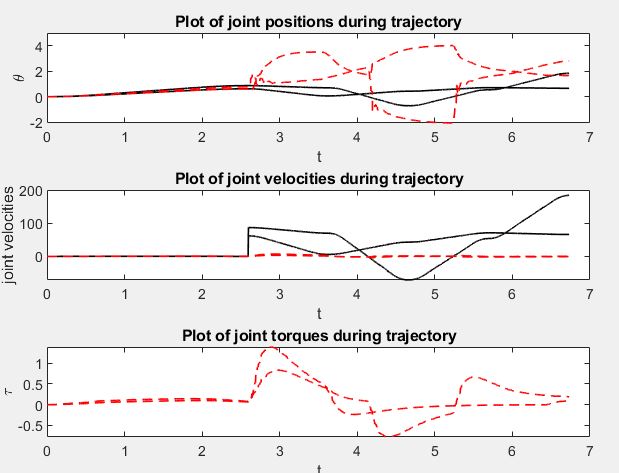 Plot of joint positions during trajectory
4
2
0
-2
θ
0 1 2 3 4 5 6 7
t
Plot of joint velocities during trajectory
200
100
0
joint velocities
0 1 2 3 4 5 6 7
t
Plot of joint torques during trajectory
1
0.5
0
-0.5
τ
0 1 2 3 4 5 6 7
t